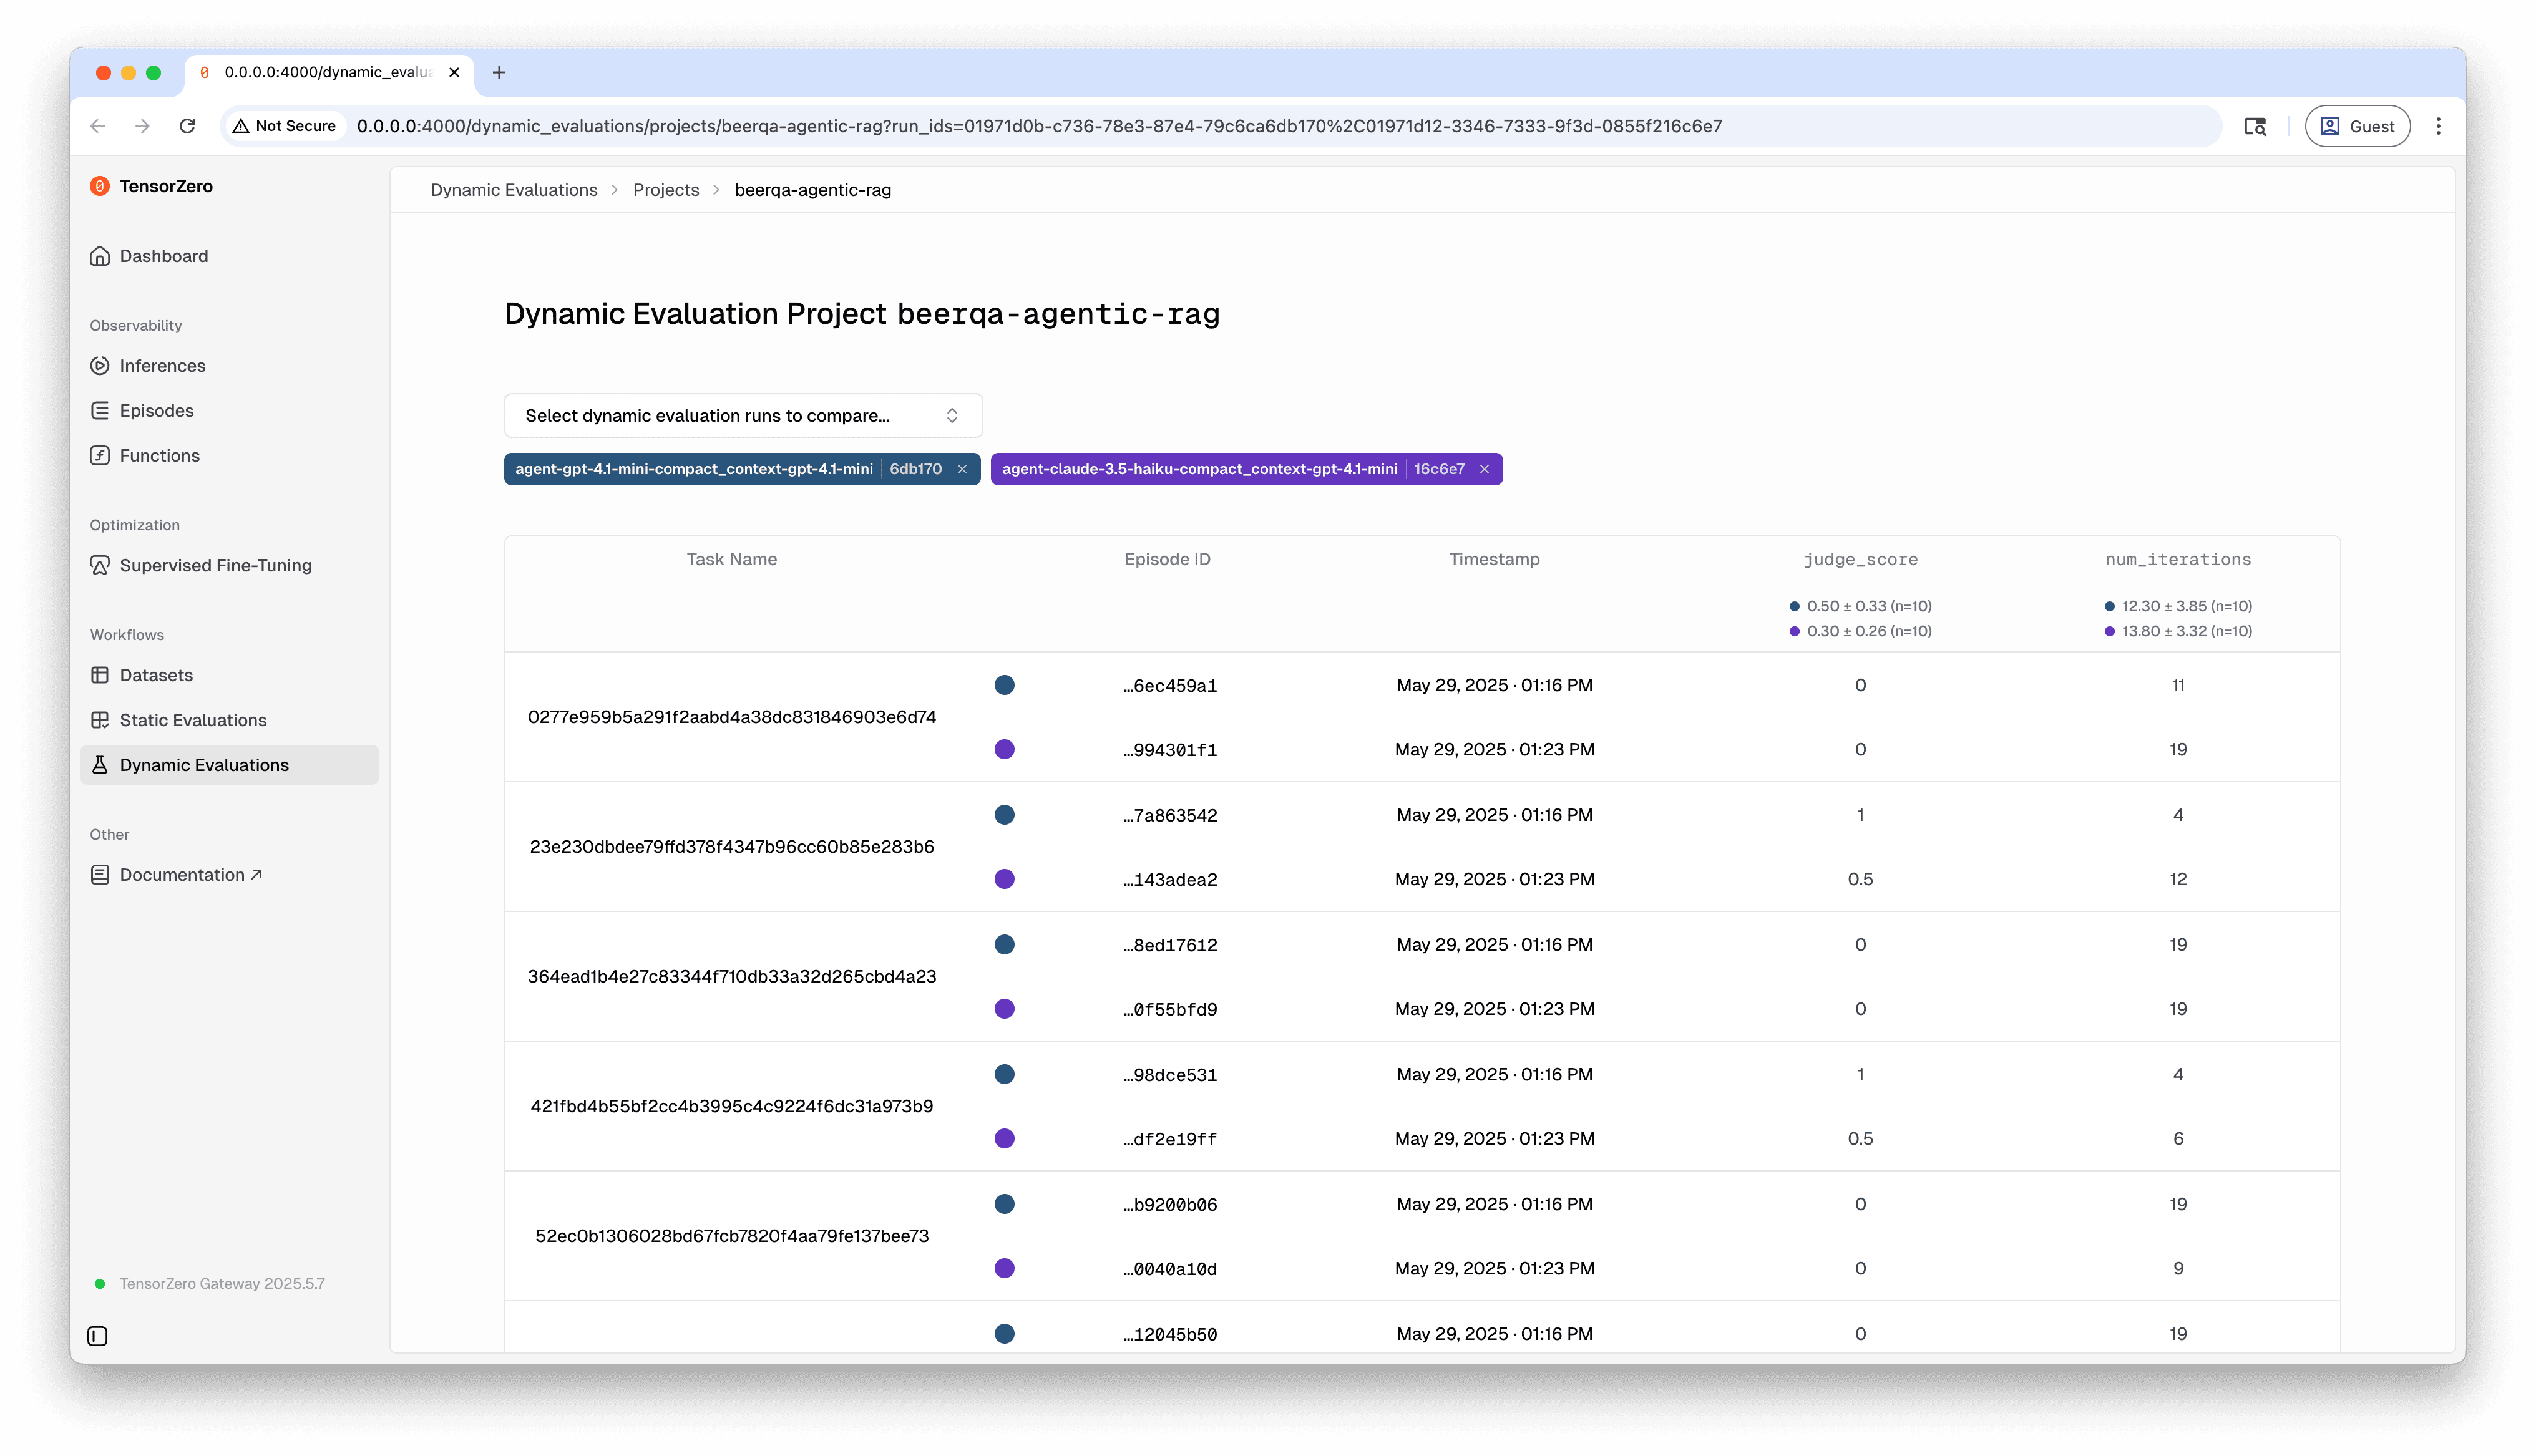 0.0.0.0:4000/dynamic_evalua
Not Secure
0.0.0.0:4000/dynamic_evaluations/projects/beerqa-agentic-rag?run_ids=01971d0b-c736-78e3-87e4-79c6ca6db170%2C01971d12-3346-7333-9f3d-0855f216c6e7
Guest
TensorZero
Dashboard
Observability
Inferences
Episodes
Functions
Optimization
Supervised Fine-Tuning
Workflows
Datasets
Static Evaluations
Dynamic Evaluations
Other
Documentation ↗
TensorZero Gateway 2025.5.7
Dynamic Evaluations > Projects > beerqa-agentic-rag
Dynamic Evaluation Project beerqa-agentic-rag
Select dynamic evaluation runs to compare...
agent-gpt-4.1-mini-compact_context-gpt-4.1-mini | 6db170 ×
agent-claude-3.5-haiku-compact_context-gpt-4.1-mini | 16c6e7 ×
Task Name Episode ID Timestamp judge_score num_iterations
0.50 ± 0.33 (n=10) 12.30 ± 3.85 (n=10)
0.30 ± 0.26 (n=10) 13.80 ± 3.32 (n=10)
…6ec459a1 May 29, 2025 · 01:16 PM 0 11
0277e959b5a291f2aabd4a38dc831846903e6d74
…994301f1 May 29, 2025 · 01:23 PM 0 19
…7a863542 May 29, 2025 · 01:16 PM 1 4
23e230dbdee79ffd378f4347b96cc60b85e283b6
…143adea2 May 29, 2025 · 01:23 PM 0.5 12
…8ed17612 May 29, 2025 · 01:16 PM 0 19
364ead1b4e27c83344f710db33a32d265cbd4a23
…0f55bfd9 May 29, 2025 · 01:23 PM 0 19
…98dce531 May 29, 2025 · 01:16 PM 1 4
421fbd4b55bf2cc4b3995c4c9224f6dc31a973b9
…df2e19ff May 29, 2025 · 01:23 PM 0.5 6
…b9200b06 May 29, 2025 · 01:16 PM 0 19
52ec0b1306028bd67fcb7820f4aa79fe137bee73
…0040a10d May 29, 2025 · 01:23 PM 0 9
…12045b50 May 29, 2025 · 01:16 PM 0 19